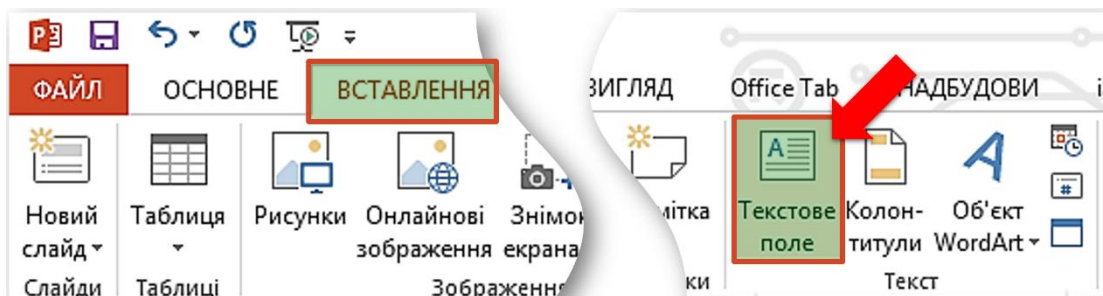 ФАЙЛ ОСНОВНЕ ВСТАВЛЕННЯ ВИГЛЯД Office Tab НАДБУДОВИ
Новий Таблиця Рисунки Онлайнові Знімок Текстове Колон- Об'єкт
слайд зображення екрана поле титули WordArt
Слайди Таблиці Зображення Текст